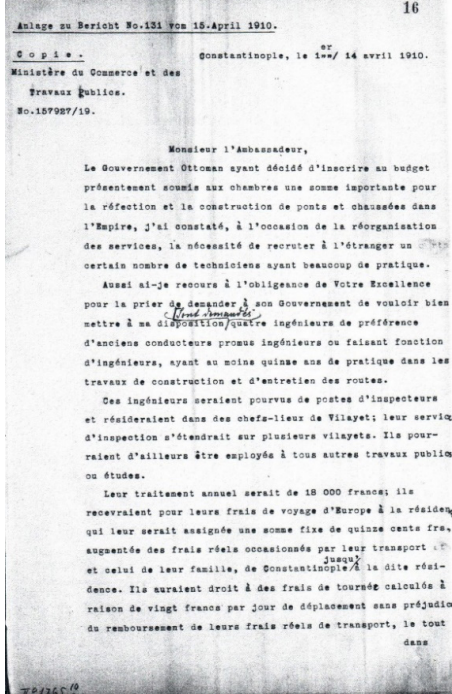 16
Anlage zu Bericht No.131 vom 15.April 1910.
Copie.
Constantinople, le 1er/ 14 avril 1910.
Ministère du Commerce et des
Travaux Publics.
No.157927/19.
Monsieur l'Ambassadeur,
Le Gouvernement Ottoman ayant décidé d'inscrire au budget
présentement soumis aux chambres une somme importante pour
la réfection et la construction de ponts et chaussées dans
l'Empire, j'ai constaté, à l'occasion de la réorganisation
des services, la nécessité de recruter à l'étranger un
certain nombre de techniciens ayant beaucoup de pratique.
Aussi ai-je recours à l'obligeance de Votre Excellence
pour la prier de demander à son Gouvernement de vouloir bien
mettre à ma disposition/quatre ingénieurs de préférence
d'anciens conducteurs promus ingénieurs ou faisant fonction
d'ingénieurs, ayant au moins quinze ans de pratique dans les
travaux de construction et d'entretien des routes.
Ces ingénieurs seraient pourvus de postes d'inspecteurs
et résideraient dans des chefs-lieux de Vilayet; leur servic
d'inspection s'étendrait sur plusieurs vilayets. Ils pour-
raient d'ailleurs être employés à tous autres travaux public
ou études.
Leur traitement annuel serait de 18 000 francs; ils
recevraient pour leurs frais de voyage d'Europe à la résiden
qui leur serait assignée une somme fixe de quinze cents frs,
augmentée des frais réels occasionnés par leur transport
et celui de leur famille, de Constantinople/jusqu'à la dite rési-
dence. Ils auraient droit à des frais de tournée calculés à
raison de vingt francs par jour de déplacement sans préjudic
du remboursement de leurs frais réels de transport, le tout
dans